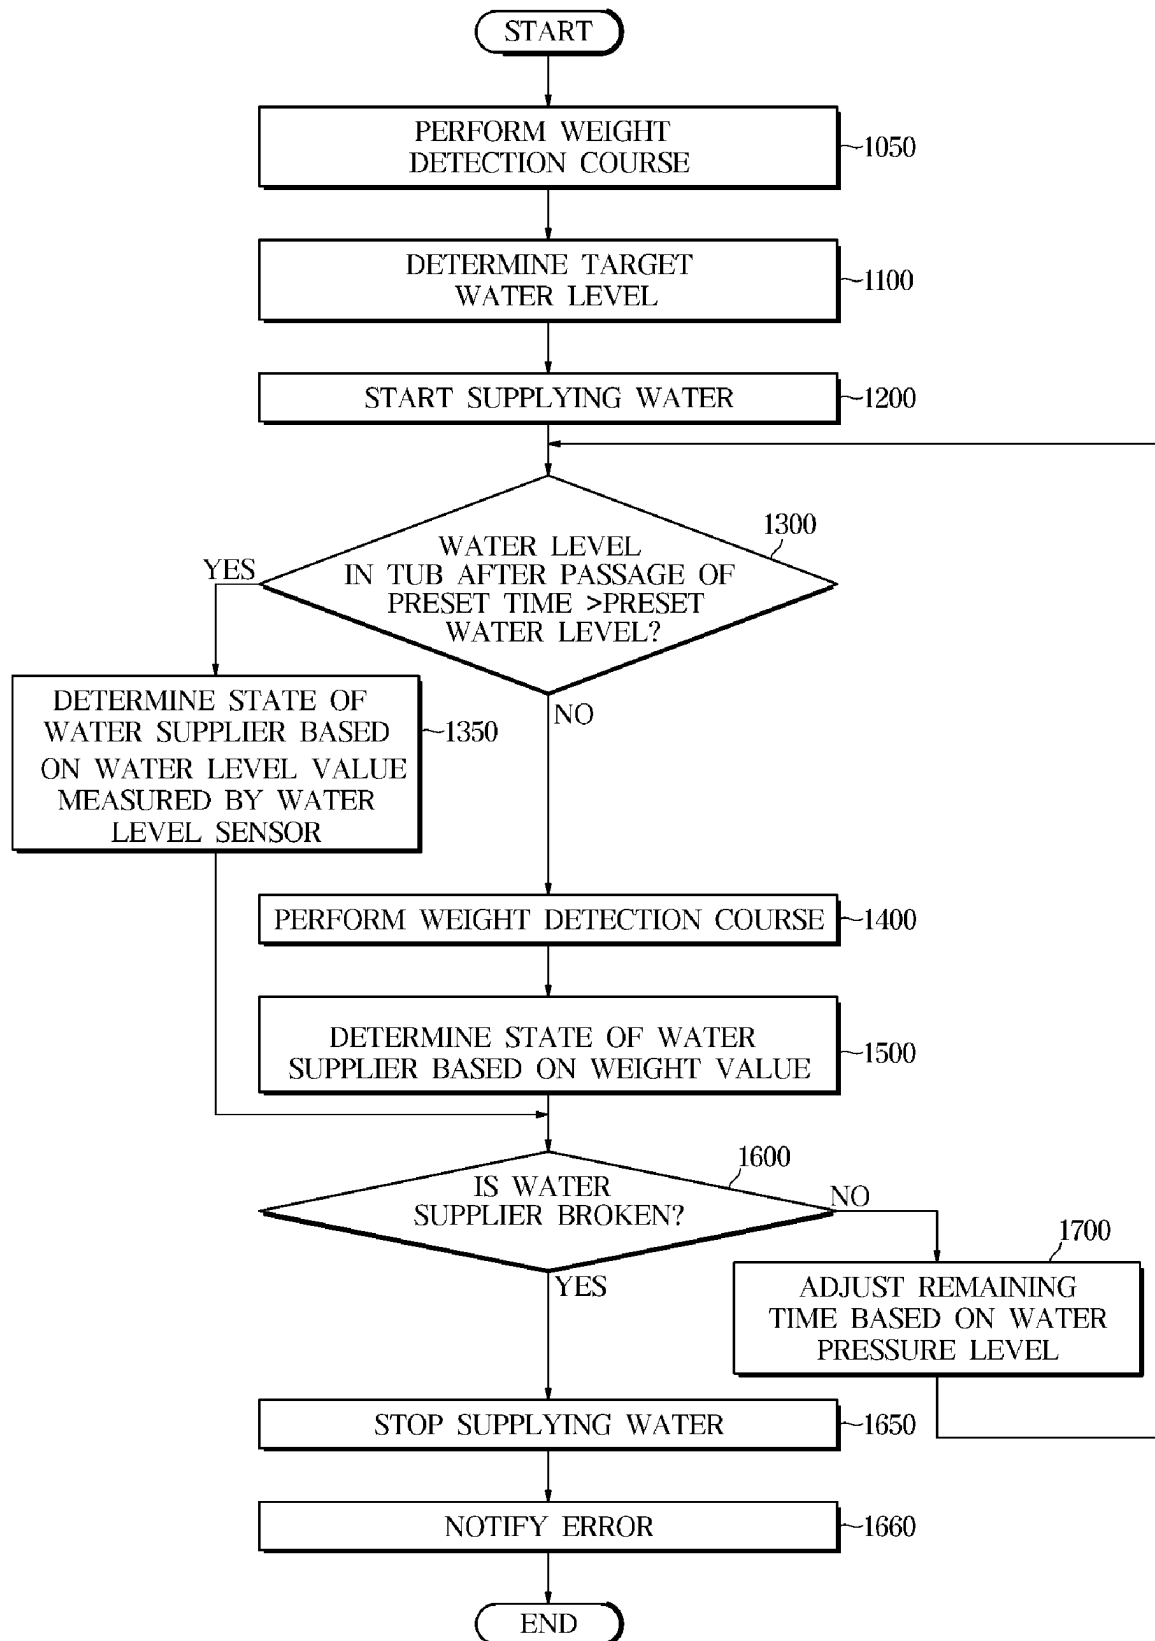 START
PERFORM WEIGHT
DETECTION COURSE
1050
DETERMINE TARGET
WATER LEVEL
1100
START SUPPLYING WATER
1200
1300
WATER LEVEL
IN TUB AFTER PASSAGE OF
PRESET TIME >PRESET
WATER LEVEL?
YES
NO
DETERMINE STATE OF
WATER SUPPLIER BASED
ON WATER LEVEL VALUE
MEASURED BY WATER
LEVEL SENSOR
1350
PERFORM WEIGHT DETECTION COURSE
1400
DETERMINE STATE OF WATER
SUPPLIER BASED ON WEIGHT VALUE
1500
1600
IS WATER
SUPPLIER BROKEN?
NO
YES
1700
ADJUST REMAINING
TIME BASED ON WATER
PRESSURE LEVEL
STOP SUPPLYING WATER
1650
NOTIFY ERROR
1660
END